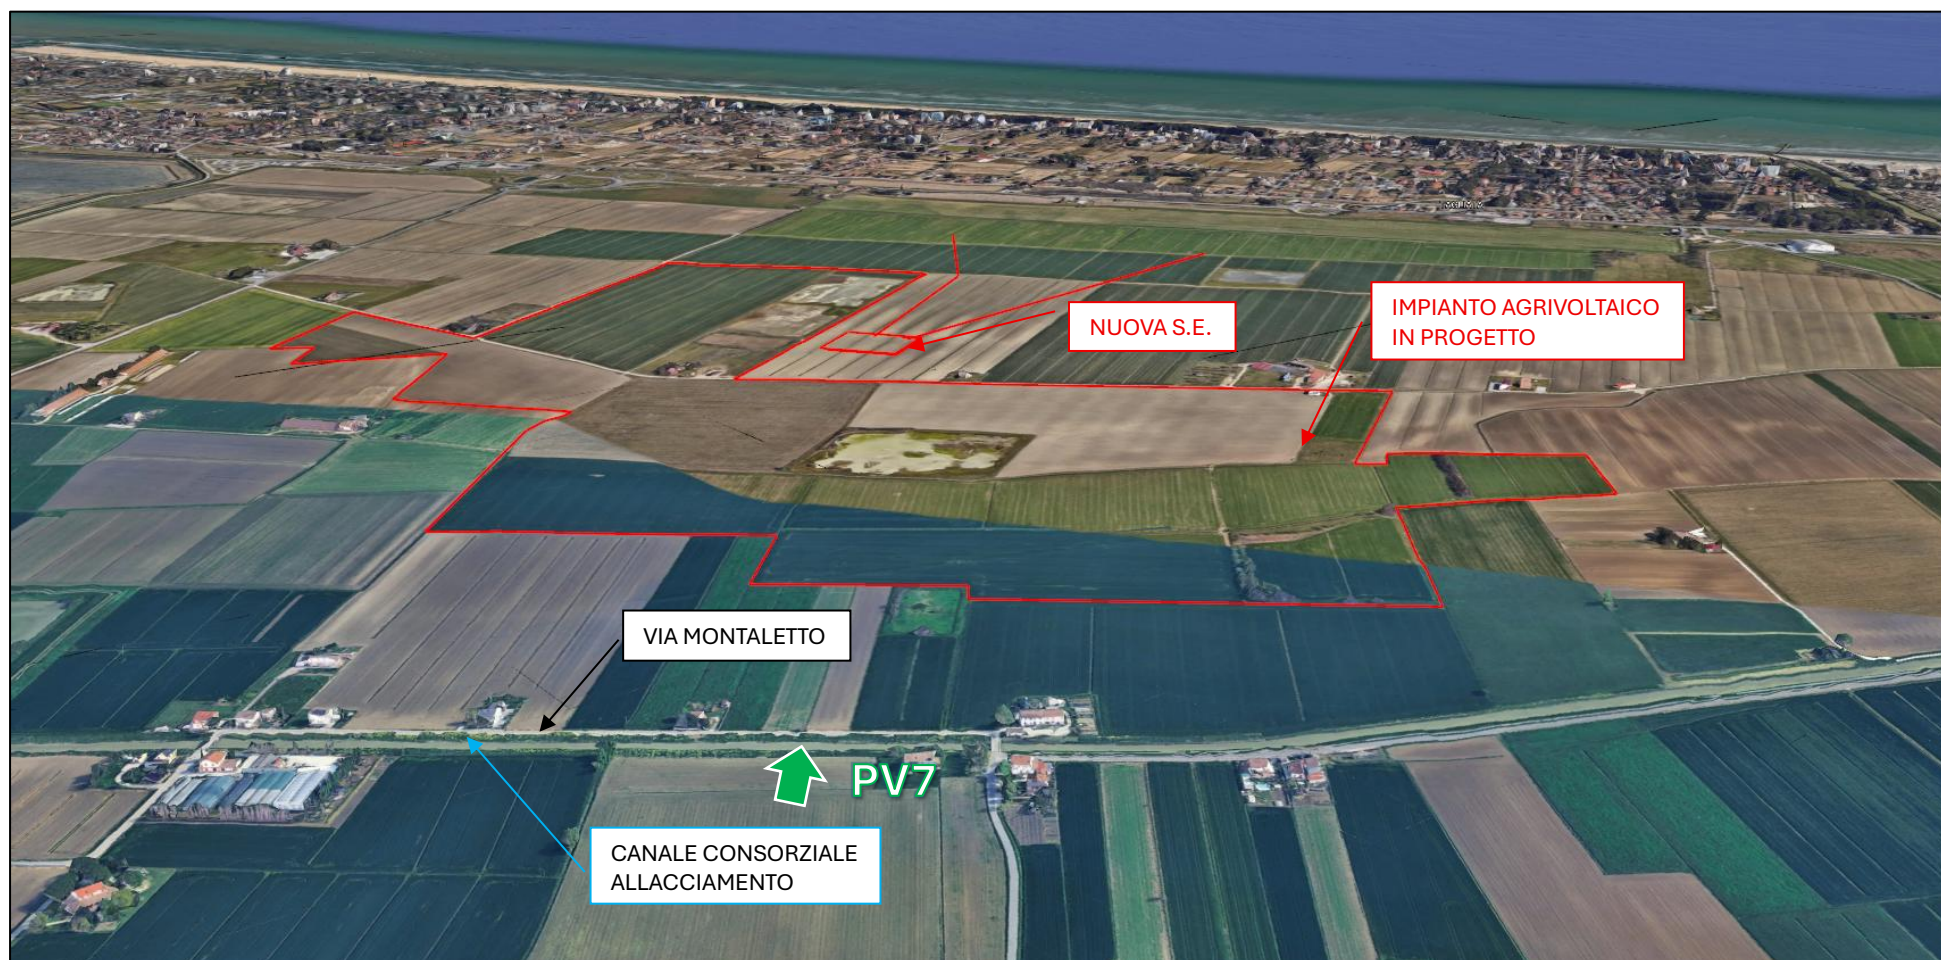 NUOVA S.E.
IMPIANTO AGRIVOLTAICO
IN PROGETTO
VIA MONTALETTO
PV7
CANALE CONSORZIALE
ALLACCIAMENTO